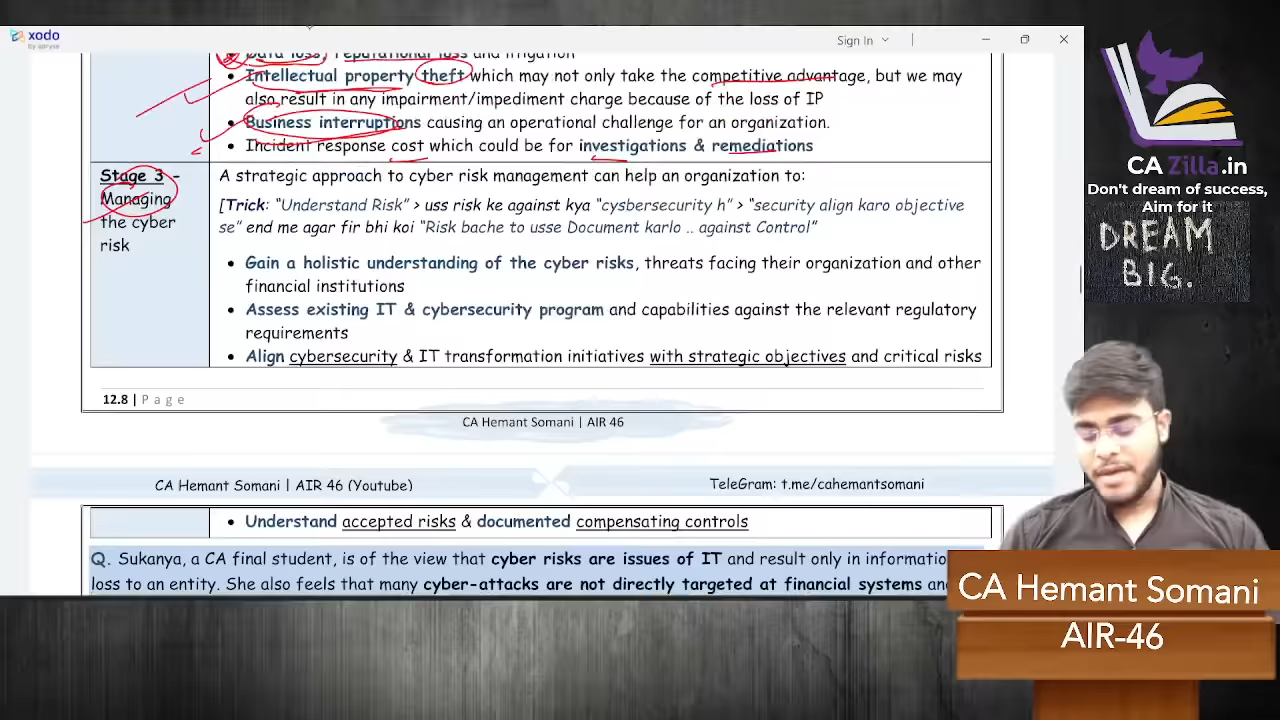 xodo
by apryse
Sign In
• Data loss, reputational loss and litigation
• Intellectual property theft which may not only take the competitive advantage, but we may
also result in any impairment/impediment charge because of the loss of IP
• Business interruptions causing an operational challenge for an organization.
• Incident response cost which could be for investigations & remediations
Stage 3 -
Managing
the cyber
risk
A strategic approach to cyber risk management can help an organization to:
[Trick: “Understand Risk” > uss risk ke against kya “cysbersecurity h” > “security align karo objective
se” end me agar fir bhi koi “Risk bache to usse Document karlo .. against Control”
• Gain a holistic understanding of the cyber risks, threats facing their organization and other
financial institutions
• Assess existing IT & cybersecurity program and capabilities against the relevant regulatory
requirements
• Align cybersecurity & IT transformation initiatives with strategic objectives and critical risks
12.8 | Page
CA Hemant Somani | AIR 46
CA Hemant Somani | AIR 46 (Youtube)
TeleGram: t.me/cahemantsomani
• Understand accepted risks & documented compensating controls
Q. Sukanya, a CA final student, is of the view that cyber risks are issues of IT and result only in
loss to an entity. She also feels that many cyber-attacks are not directly targeted at financial systems
CA Zilla.in
Don't dream of success,
Aim for it
DREAM
BIG.
CA Hemant Somani
AIR-46